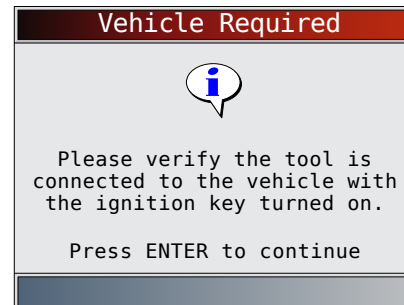 Vehicle Required
i
Please verify the tool is
connected to the vehicle with
the ignition key turned on.
Press ENTER to continue